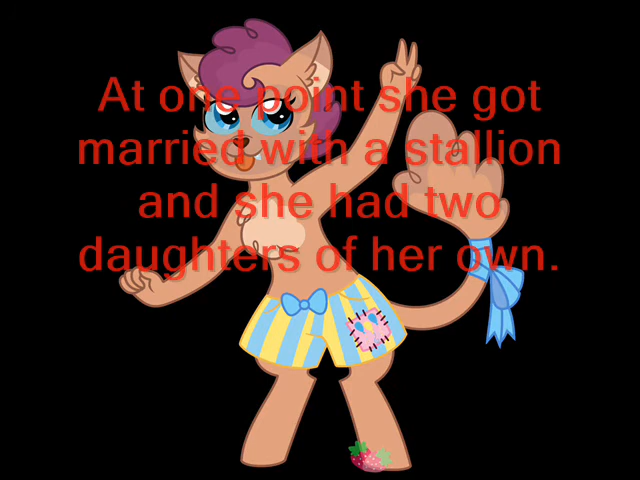 At one point she got
married with a stallion
and she had two
daughters of her own.